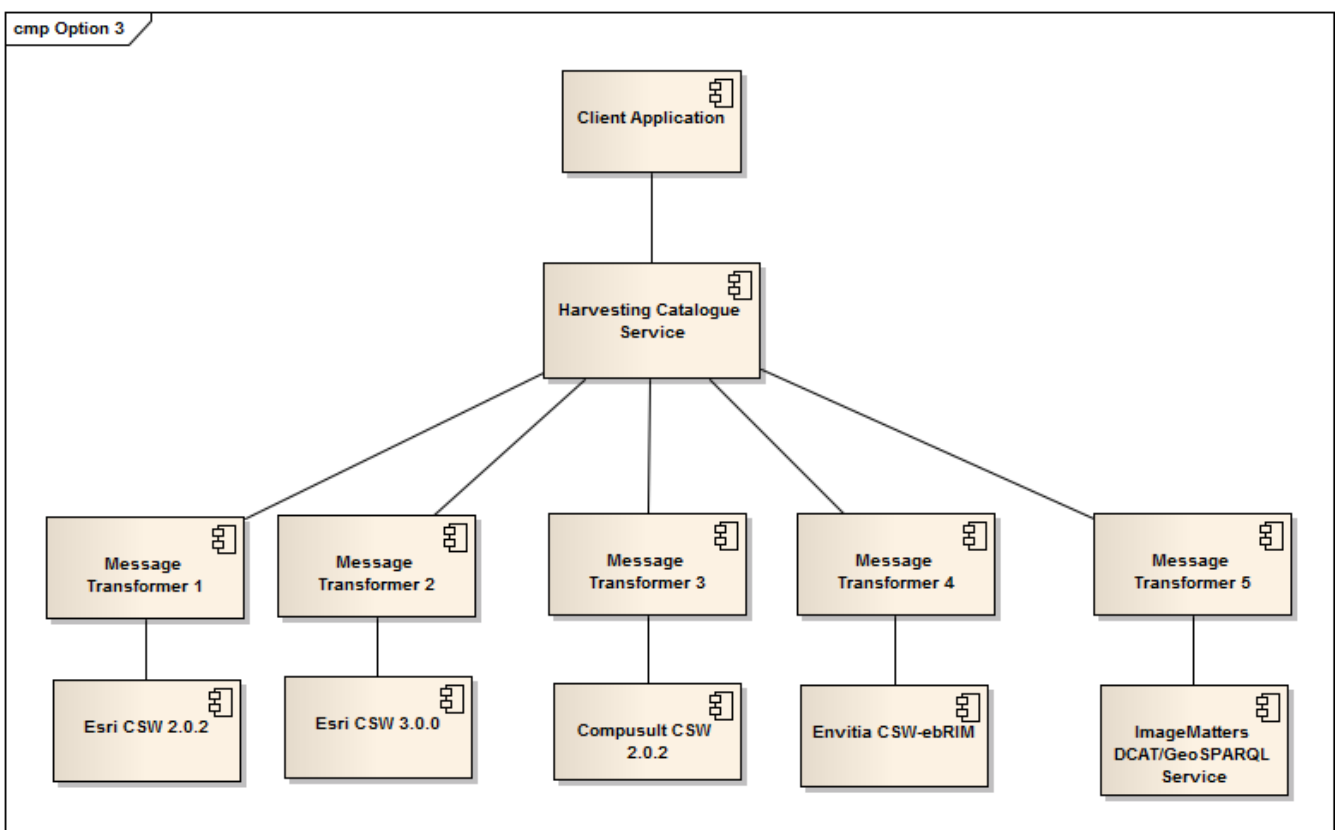 cmp Option 3
Client Application
Harvesting Catalogue
Service
Message
Transformer 1
Message
Transformer 2
Message
Transformer 3
Message
Transformer 4
Message
Transformer 5
Esri CSW 2.0.2
Esri CSW 3.0.0
Compusult CSW
2.0.2
Envitia CSW-ebRIM
ImageMatters
DCAT/GeoSPARQL
Service